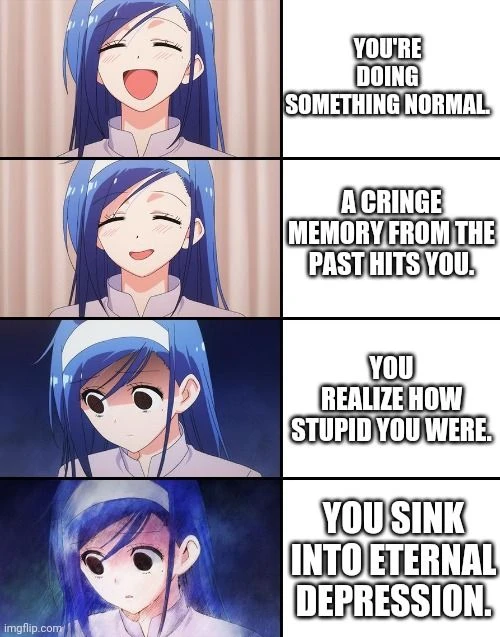 YOU'RE
DOING
SOMETHING NORMAL.
A CRINGE
MEMORY FROM THE
PAST HITS YOU.
YOU
REALIZE HOW
STUPID YOU WERE.
YOU SINK
INTO ETERNAL
DEPRESSION.
imgflip.com